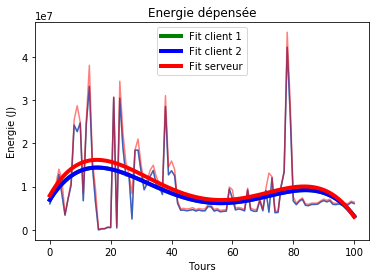 Energie dépensée
1e7
Fit client 1
Fit client 2
Fit serveur
Energie (J)
4
3
2
1
0
0
20
40
60
80
100
Tours